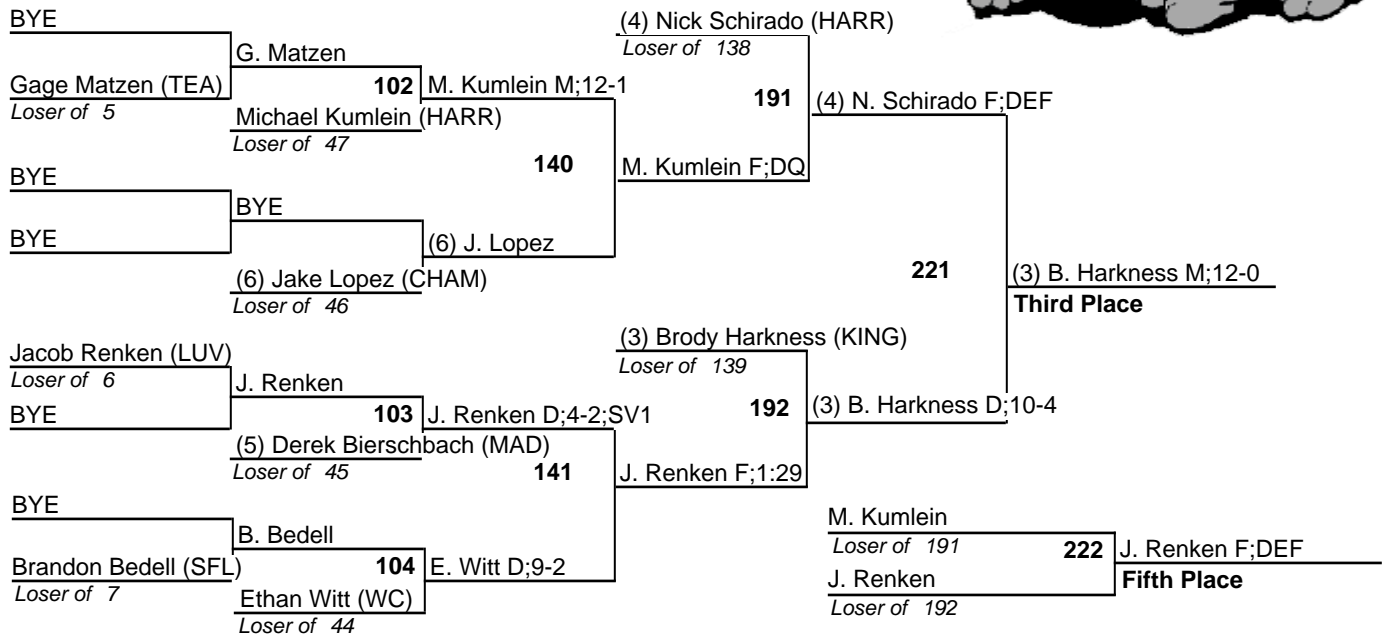 BYE
Gage Matzen (TEA)
Loser of 5
G. Matzen
102
Michael Kumlein (HARR)
Loser of 47
M. Kumlein M;12-1
BYE
BYE
BYE
(6) Jake Lopez (CHAM)
Loser of 46
(6) J. Lopez
140
(4) Nick Schirado (HARR)
Loser of 138
191
M. Kumlein F;DQ
(4) N. Schirado F;DEF
Jacob Renken (LUV)
Loser of 6
BYE
J. Renken
103
(5) Derek Bierschbach (MAD)
Loser of 45
J. Renken D;4-2;SV1
BYE
Brandon Bedell (SFL)
Loser of 7
B. Bedell
104
Ethan Witt (WC)
Loser of 44
E. Witt D;9-2
141
(3) Brody Harkness (KING)
Loser of 139
192
J. Renken F;1:29
(3) B. Harkness D;10-4
221
(3) B. Harkness M;12-0
Third Place
M. Kumlein
Loser of 191
J. Renken
Loser of 192
222
J. Renken F;DEF
Fifth Place